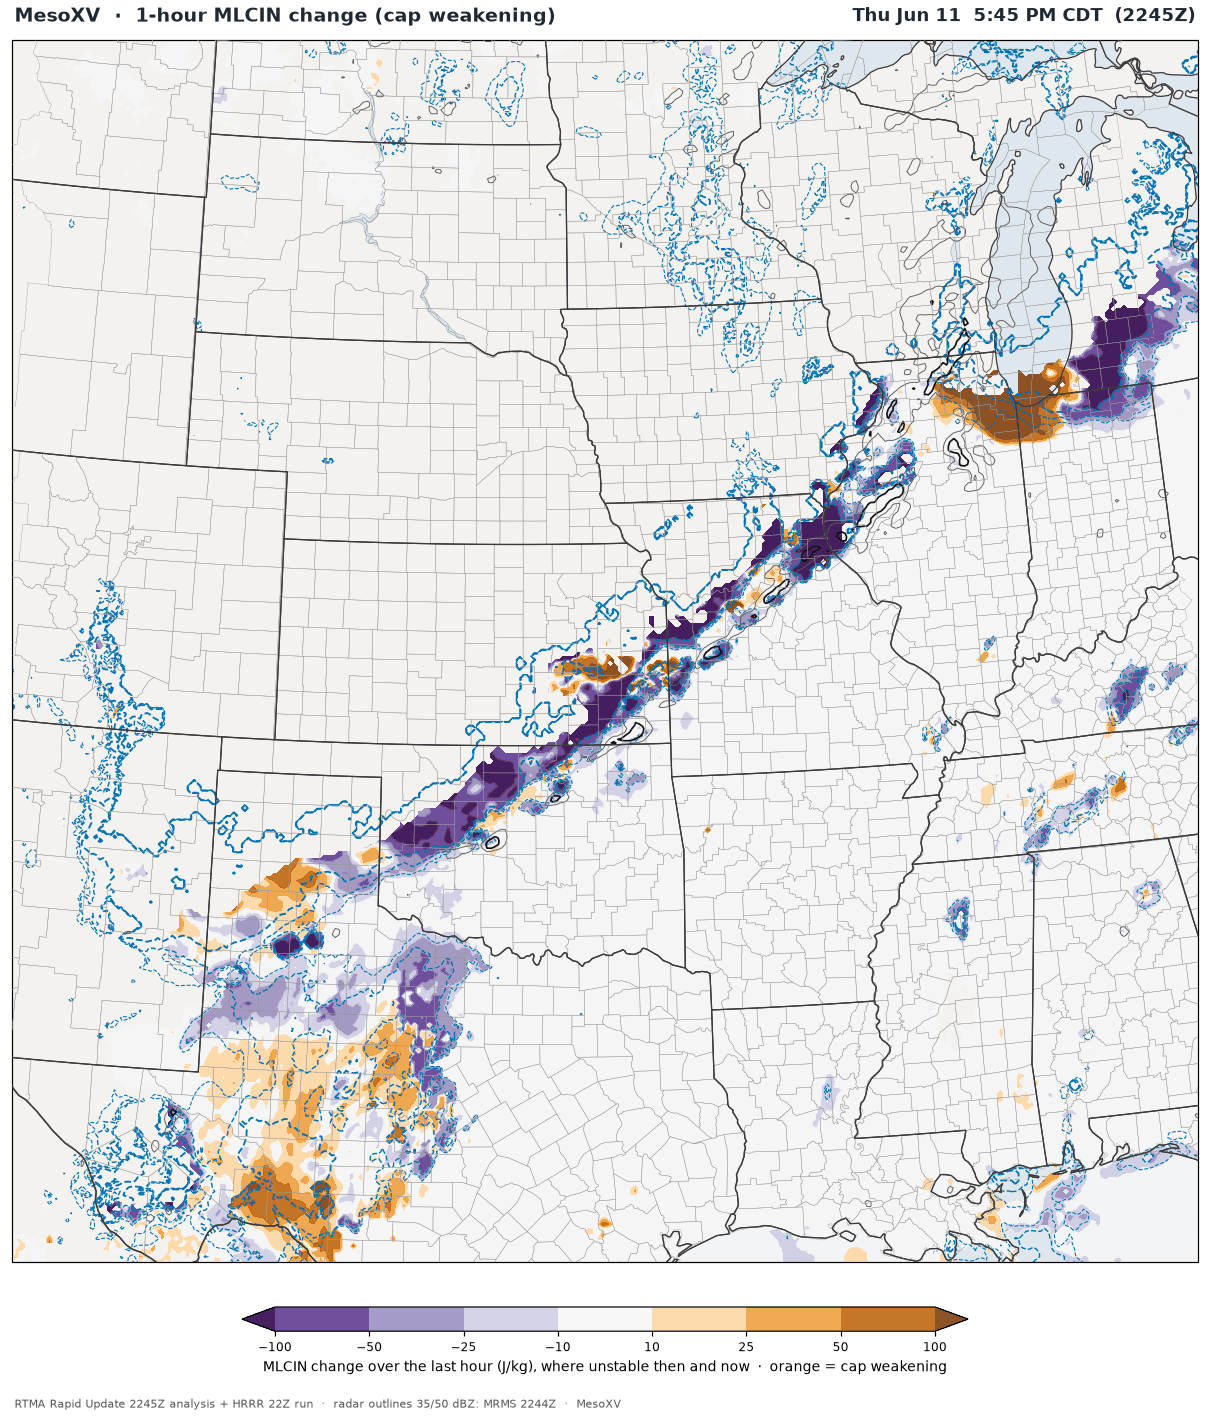 MesoXV · 1-hour MLCIN change (cap weakening)
Thu Jun 11 5:45 PM CDT (2245Z)
−100 −50 −25 −10 10 25 50 100
MLCIN change over the last hour (J/kg), where unstable then and now · orange = cap weakening
RTMA Rapid Update 2245Z analysis + HRRR 22Z run · radar outlines 35/50 dBZ: MRMS 2244Z · MesoXV